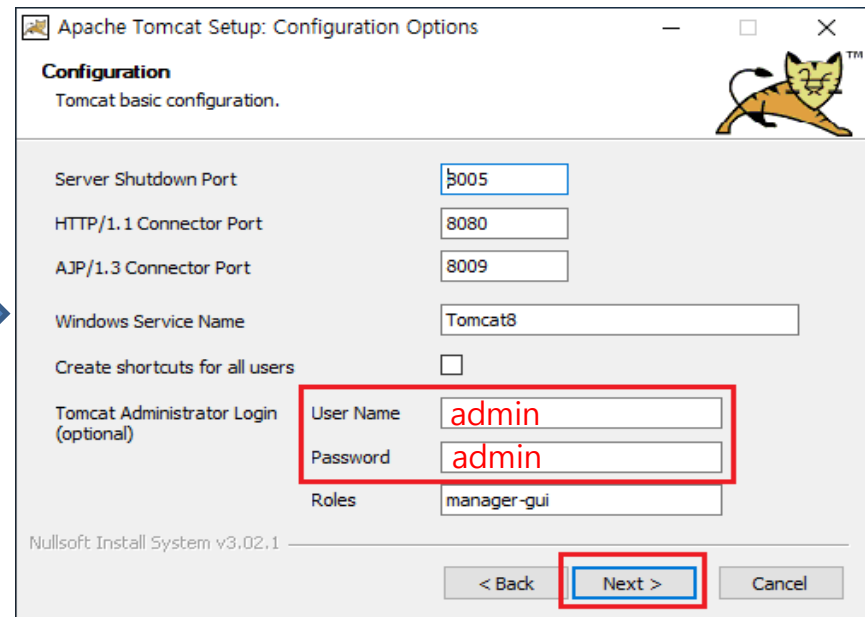 Apache Tomcat Setup: Configuration Options
Configuration
Tomcat basic configuration.
TM
Server Shutdown Port 8005
HTTP/1.1 Connector Port 8080
AJP/1.3 Connector Port 8009
Windows Service Name Tomcat8
Create shortcuts for all users
Tomcat Administrator Login User Name admin
(optional)
Password admin
Roles manager-gui
Nullsoft Install System v3.02.1
< Back Next > Cancel